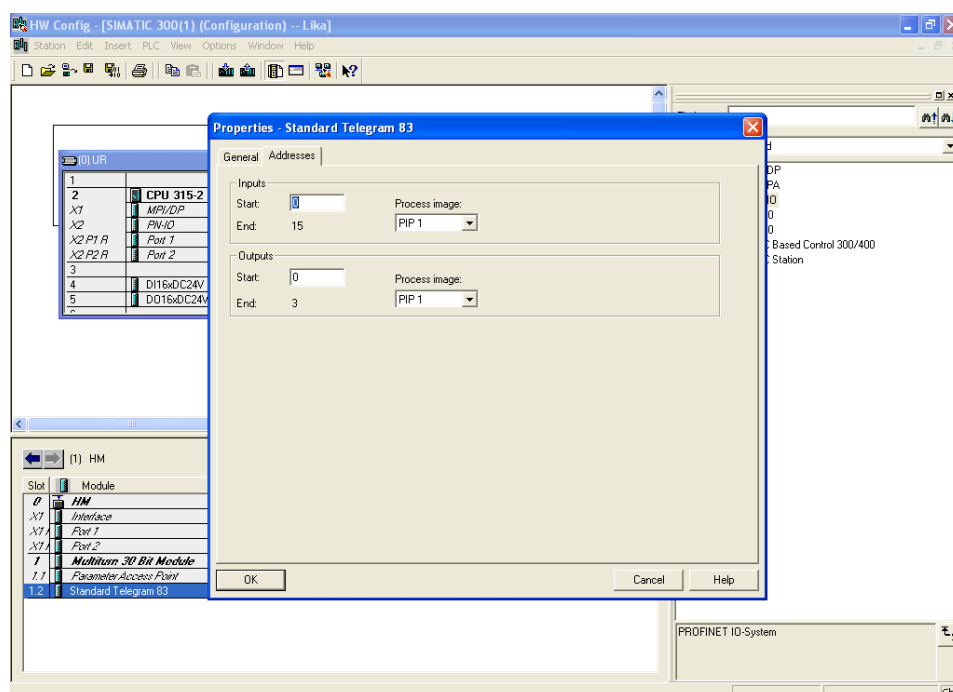 HW Config - [SIMATIC 300(1) (Configuration) -- Lika]
Station Edit Insert PLC View Options Window Help
(0) UR
1
2 CPU 315-2
X1 MPI/DP
X2 PN-IO
X2 P1 R Port 1
X2 P2 R Port 2
3
4 DI16xDC24V
5 DO16xDC24V
Properties - Standard Telegram 83
General Addresses
Inputs
Start: 0 Process image:
End: 15 PIP 1
Outputs
Start: 0 Process image:
End: 3 PIP 1
OK Cancel Help
DP
PA
IO
0
0
Based Control 300/400
Station
(1) HM
Slot Module
0 HM
X1 Interface
X1 Port 1
X1 Port 2
1 Multiturn 30 Bit Module
1.1 Parameter Access Point
1.2 Standard Telegram 83
PROFINET IO-System